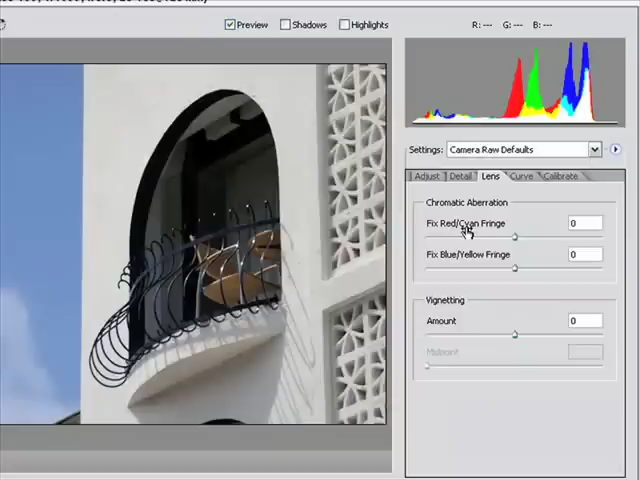 Preview Shadows Highlights R: --- G: --- B: ---
Settings: Camera Raw Defaults
Adjust Detail Lens Curve Calibrate
Chromatic Aberration
Fix Red/Cyan Fringe 0
Fix Blue/Yellow Fringe 0
Vignetting
Amount 0
Midpoint